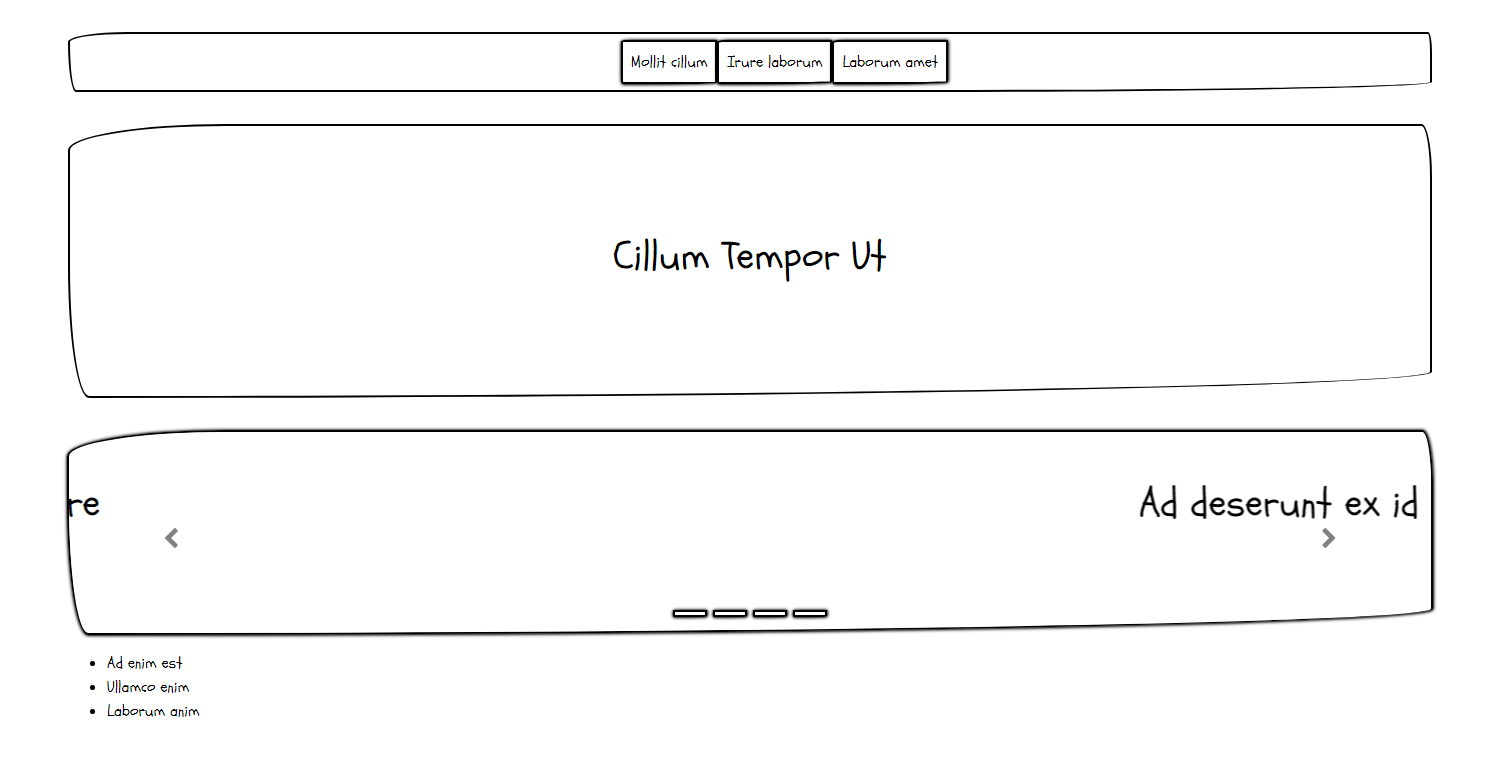 Mollit cillum Irure laborum Laborum amet
Cillum Tempor Ut
re Ad deserunt ex id
Ad enim est
Ullamco enim
Laborum anim